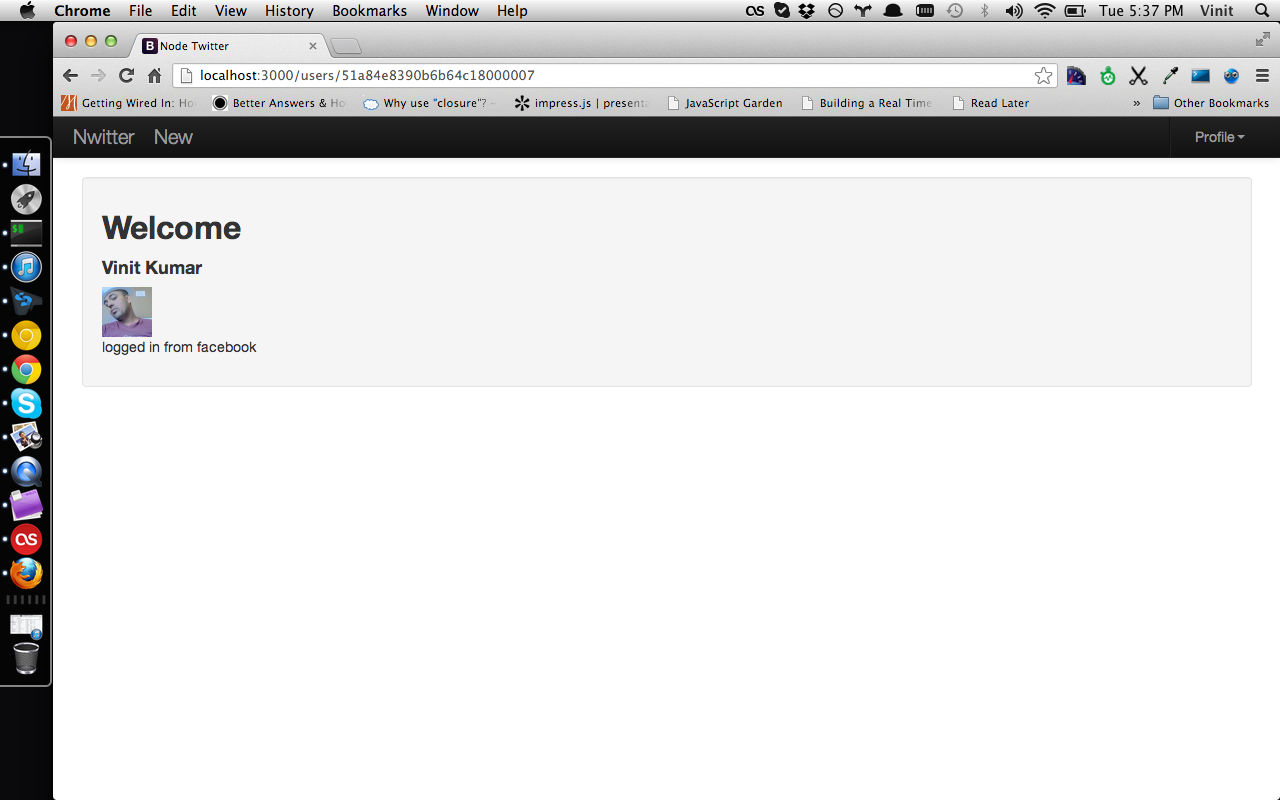 Chrome File Edit View History Bookmarks Window Help Tue 5:37 PM Vinit
Node Twitter
localhost:3000/users/51a84e8390b6b64c18000007
Getting Wired In: Ho Better Answers & Ho Why use "closure"? – impress.js | presenta JavaScript Garden Building a Real Time Read Later » Other Bookmarks
Nwitter New Profile
Welcome
Vinit Kumar
logged in from facebook